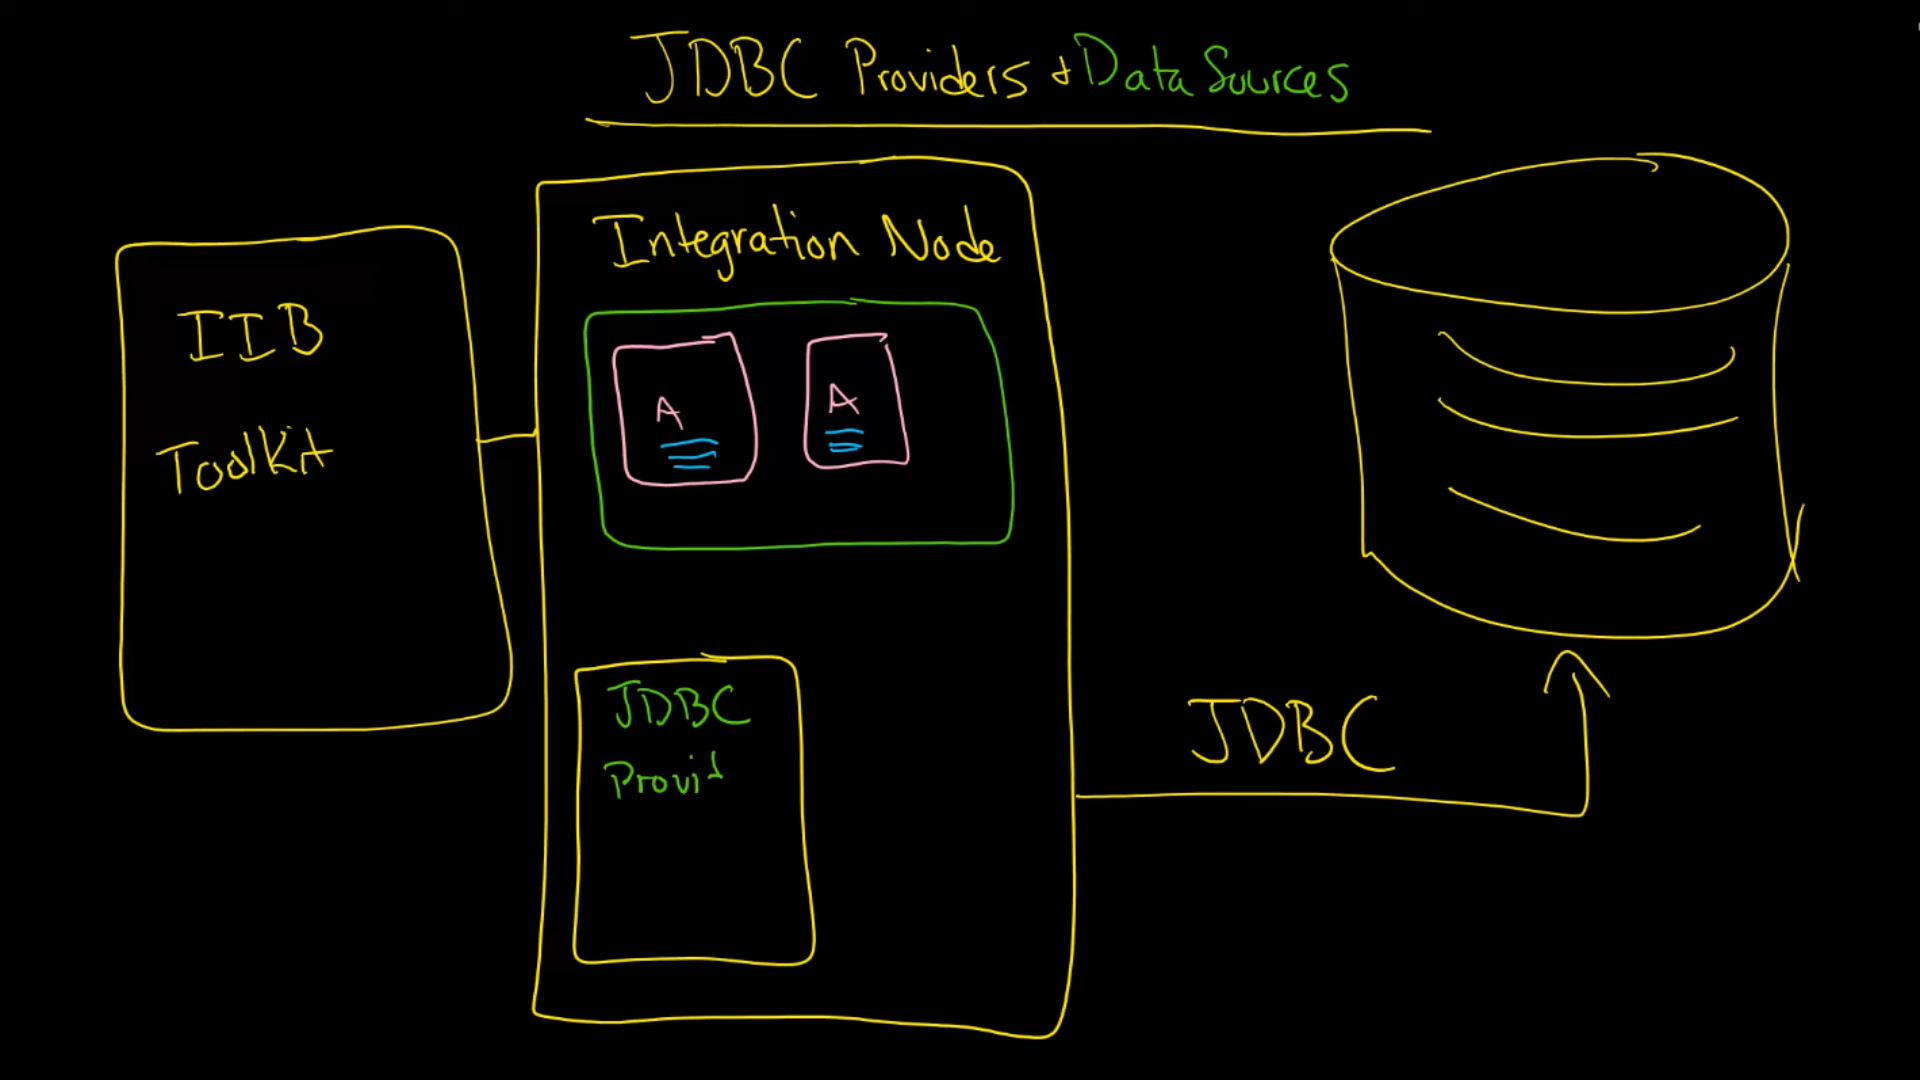 JDBC Providers & Data Sources
Integration Node
IIB
ToolKit
A
A
JDBC
Provid
JDBC